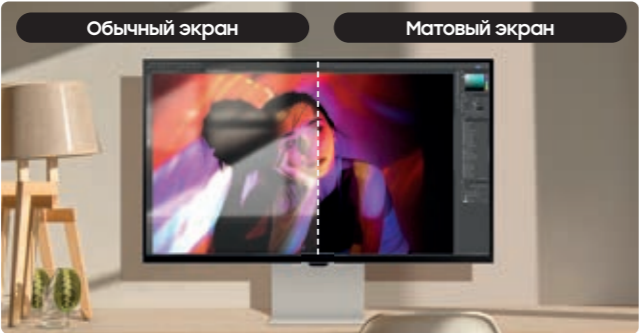 Обычный экран
Матовый экран